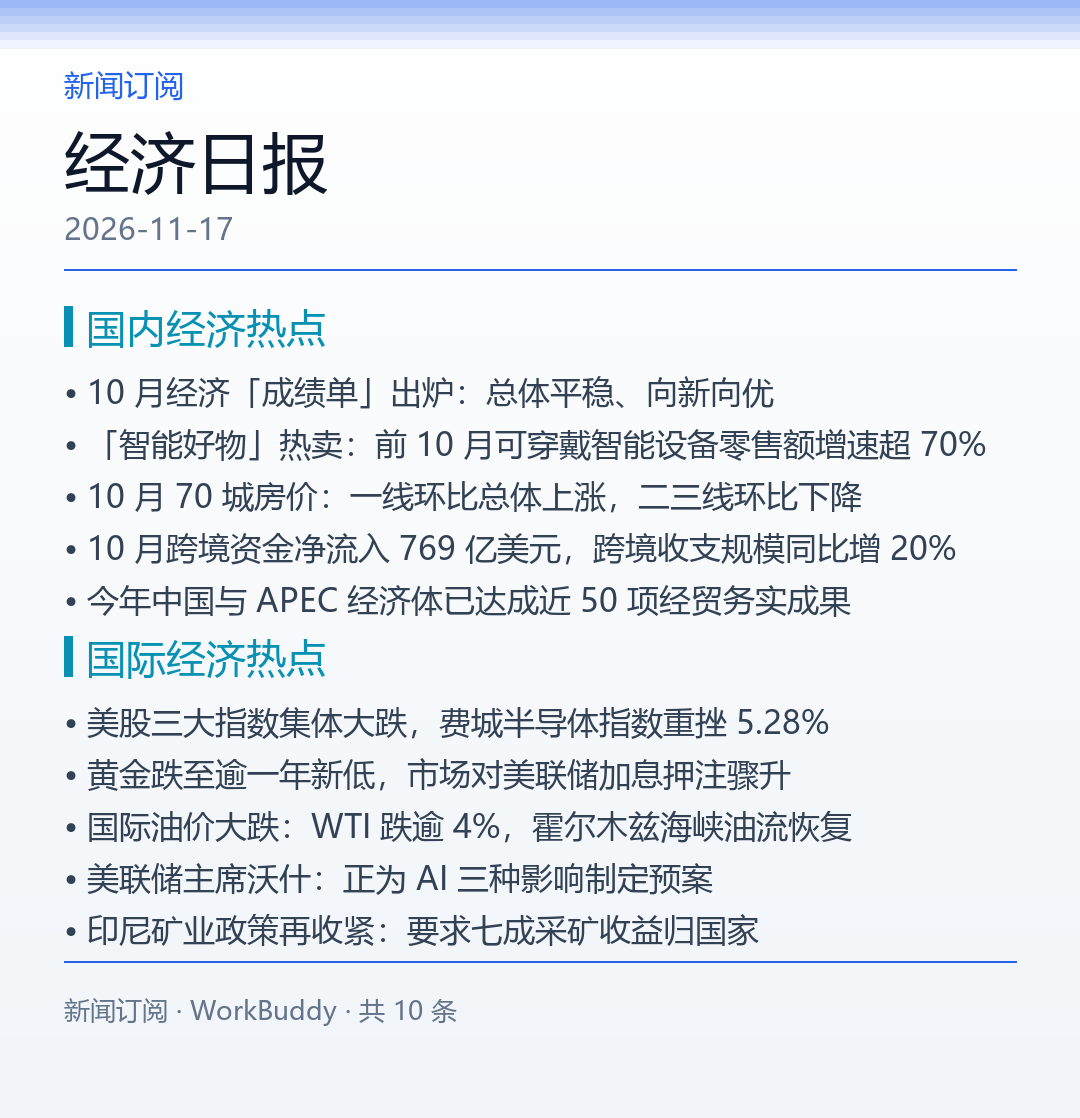 新闻订阅
经济日报
2026-11-17
国内经济热点
• 10 月经济「成绩单」出炉：总体平稳、向新向优
• 「智能好物」热卖：前 10 月可穿戴智能设备零售额增速超 70%
• 10 月 70 城房价：一线环比总体上涨，二三线环比下降
• 10 月跨境资金净流入 769 亿美元，跨境收支规模同比增 20%
• 今年中国与 APEC 经济体已达成近 50 项经贸务实成果
国际经济热点
• 美股三大指数集体大跌，费城半导体指数重挫 5.28%
• 黄金跌至逾一年新低，市场对美联储加息押注骤升
• 国际油价大跌：WTI 跌逾 4%，霍尔木兹海峡油流恢复
• 美联储主席沃什：正为 AI 三种影响制定预案
• 印尼矿业政策再收紧：要求七成采矿收益归国家
新闻订阅 · WorkBuddy · 共 10 条